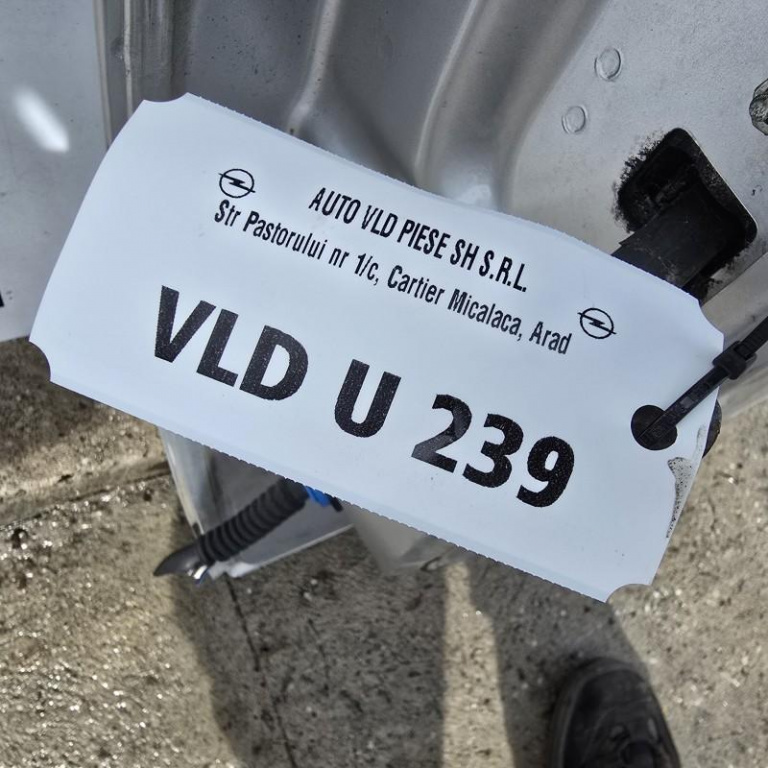 AUTO VLD PIESE SH S.R.L.
Str Pastorului nr 1/c, Cartier Micalaca, Arad
VLD U 239